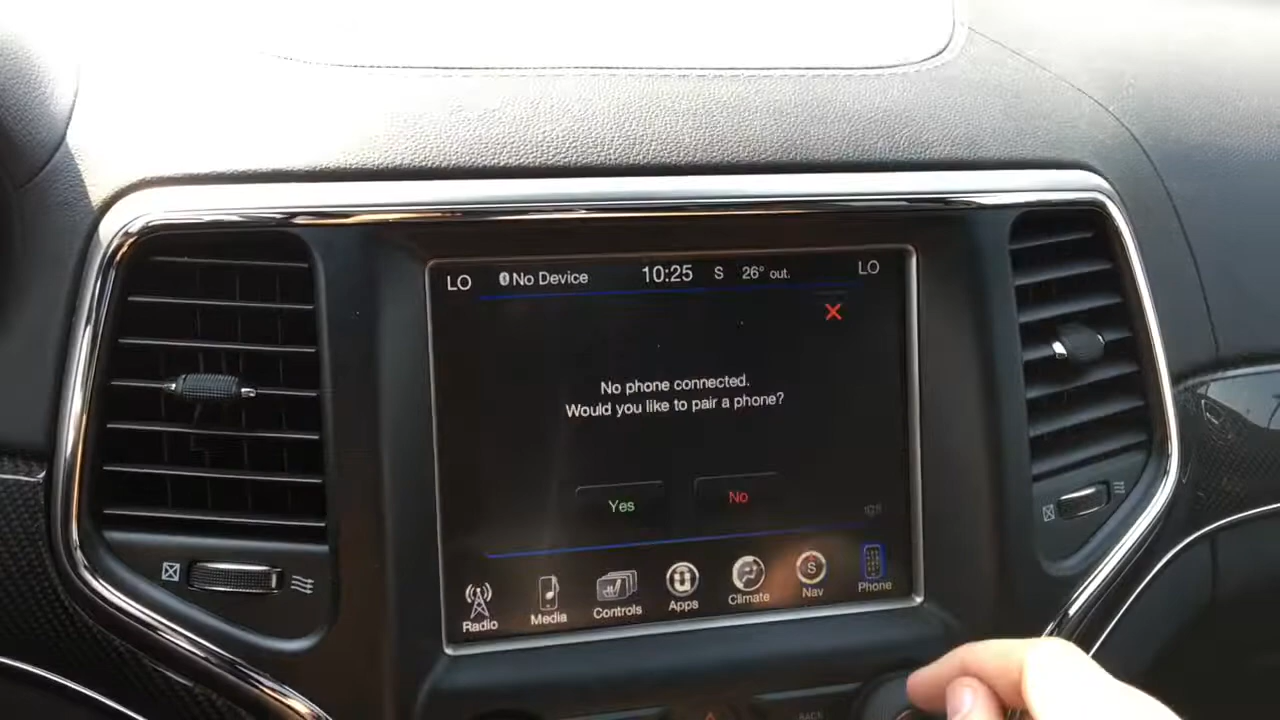 LO
No Device
10:25
S
26° out.
LO
No phone connected.
Would you like to pair a phone?
Yes
No
Radio
Media
Controls
Apps
Climate
S
Nav
Phone
BACK